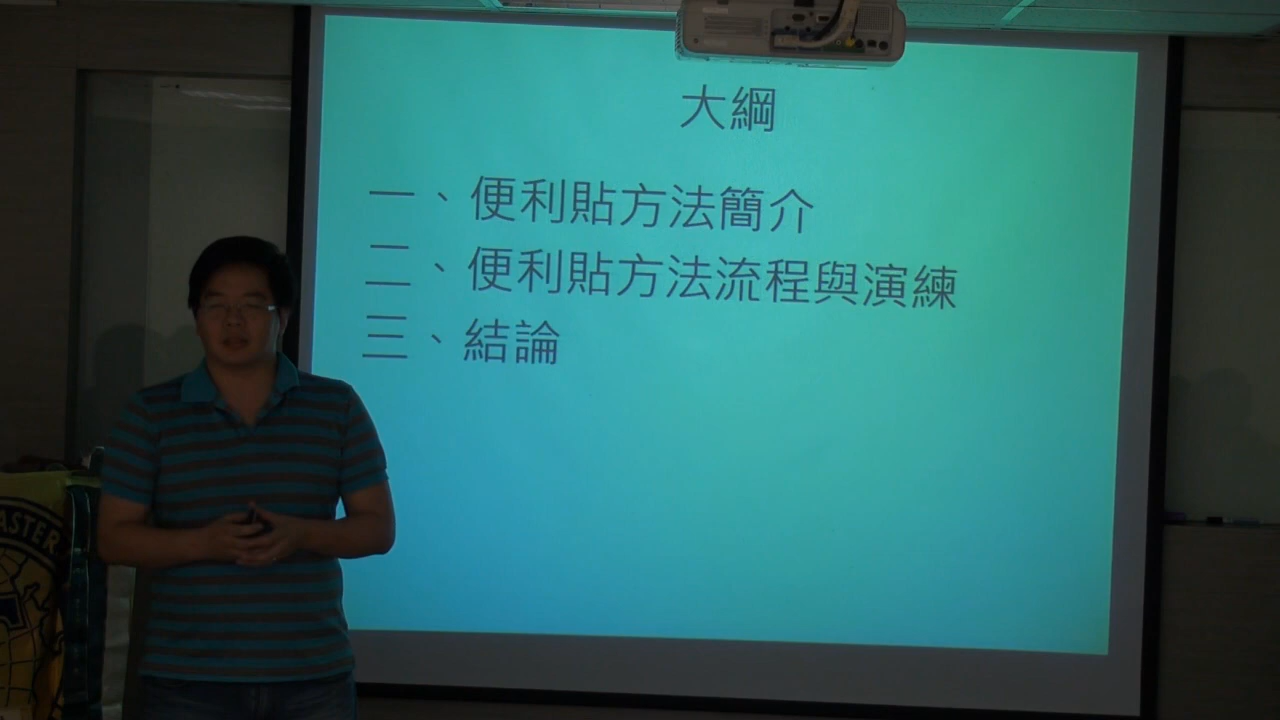 大綱
一、便利貼方法簡介
二、便利貼方法流程與演練
三、結論
ASTER